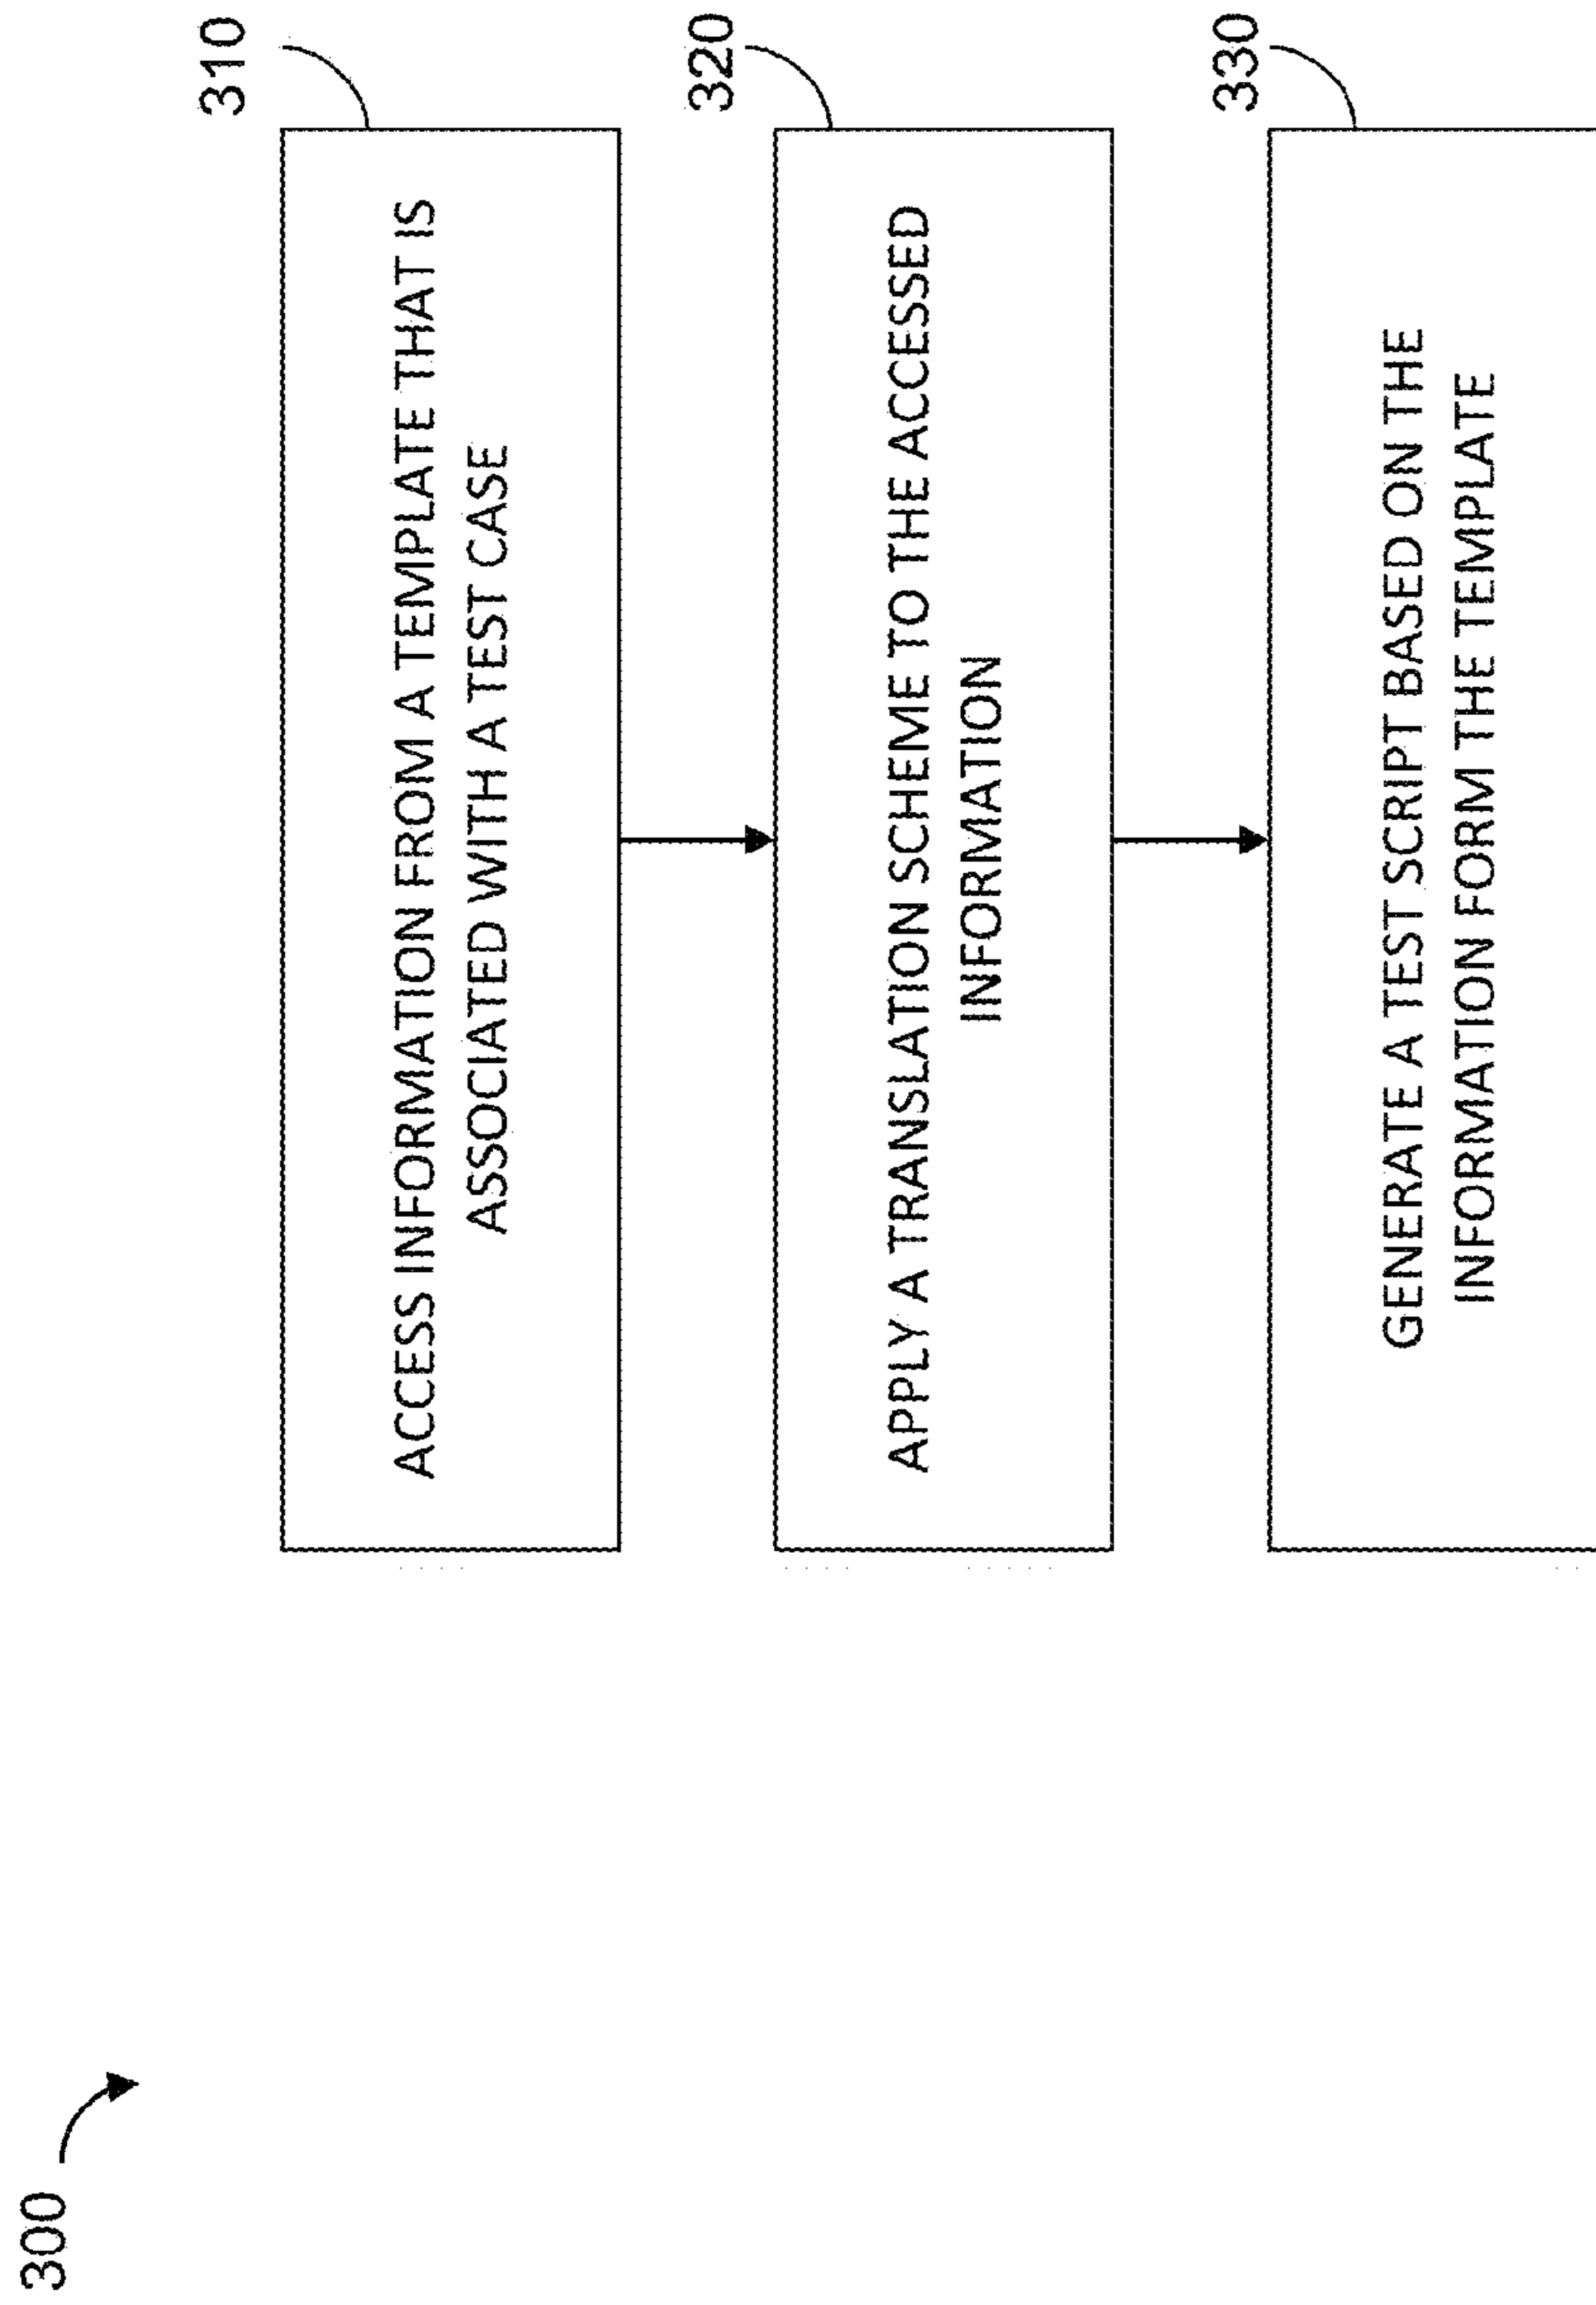 300
310
ACCESS INFORMATION FROM A TEMPLATE THAT IS
ASSOCIATED WITH A TEST CASE
320
APPLY A TRANSLATION SCHEME TO THE ACCESSED
INFORMATION
330
GENERATE A TEST SCRIPT BASED ON THE
INFORMATION FORM THE TEMPLATE